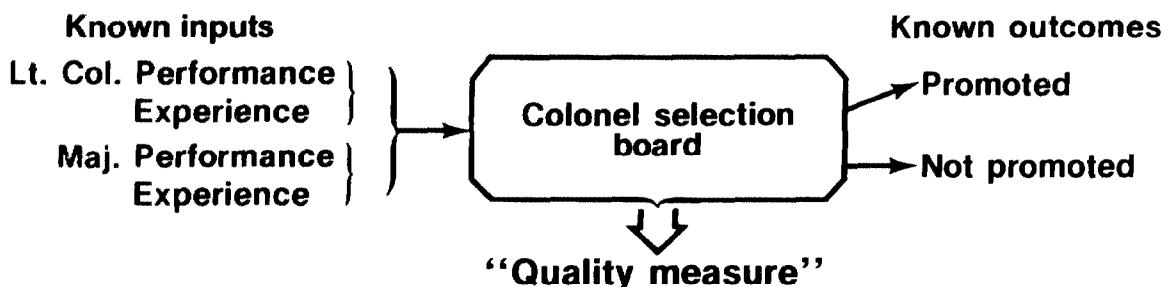 Known inputs
Lt. Col. Performance
Experience
Maj. Performance
Experience
Colonel selection
board
Known outcomes
Promoted
Not promoted
‘‘Quality measure’’